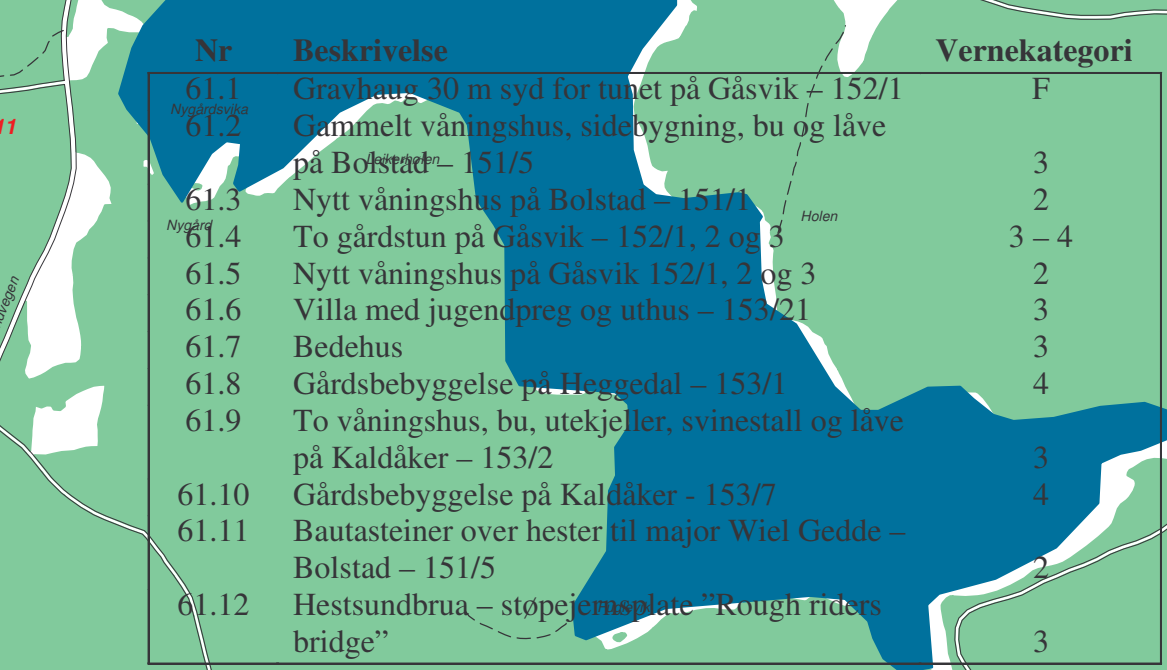 Nr Beskrivelse Vernekategori
61.1 Gravhaug 30 m syd for tunet på Gåsvik – 152/1 F
Nygårdsvika
11
61.2 Gammelt våningshus, sidebygning, bu og låve
på Bolstad – 151/5 3
Leikerholen
61.3 Nytt våningshus på Bolstad – 151/1 2
Holen
Nygård
61.4 To gårdstun på Gåsvik – 152/1, 2 og 3 3 – 4
61.5 Nytt våningshus på Gåsvik 152/1, 2 og 3 2
61.6 Villa med jugendpreg og uthus – 153/21 3
61.7 Bedehus 3
61.8 Gårdsbebyggelse på Heggedal – 153/1 4
61.9 To våningshus, bu, utekjeller, svinestall og låve
på Kaldåker – 153/2 3
61.10 Gårdsbebyggelse på Kaldåker - 153/7 4
61.11 Bautasteiner over hester til major Wiel Gedde –
Bolstad – 151/5 2
61.12 Hestsundbrua – støpejernsplate ”Rough riders
bridge” 3